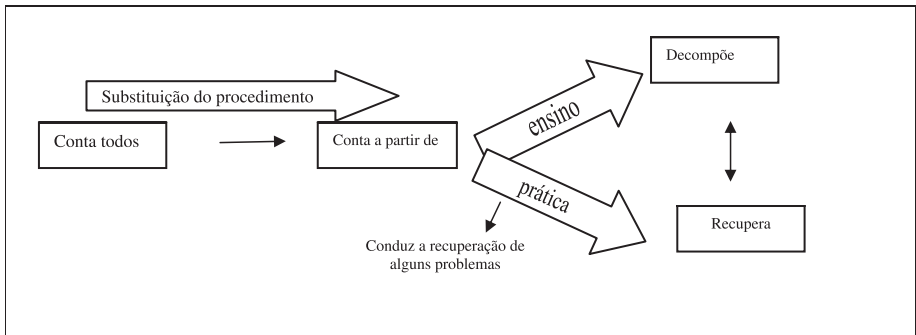 Substituição do procedimento
Conta todos
Conta a partir de
ensino
prática
Decompõe
Recupera
Conduz a recuperação de
alguns problemas